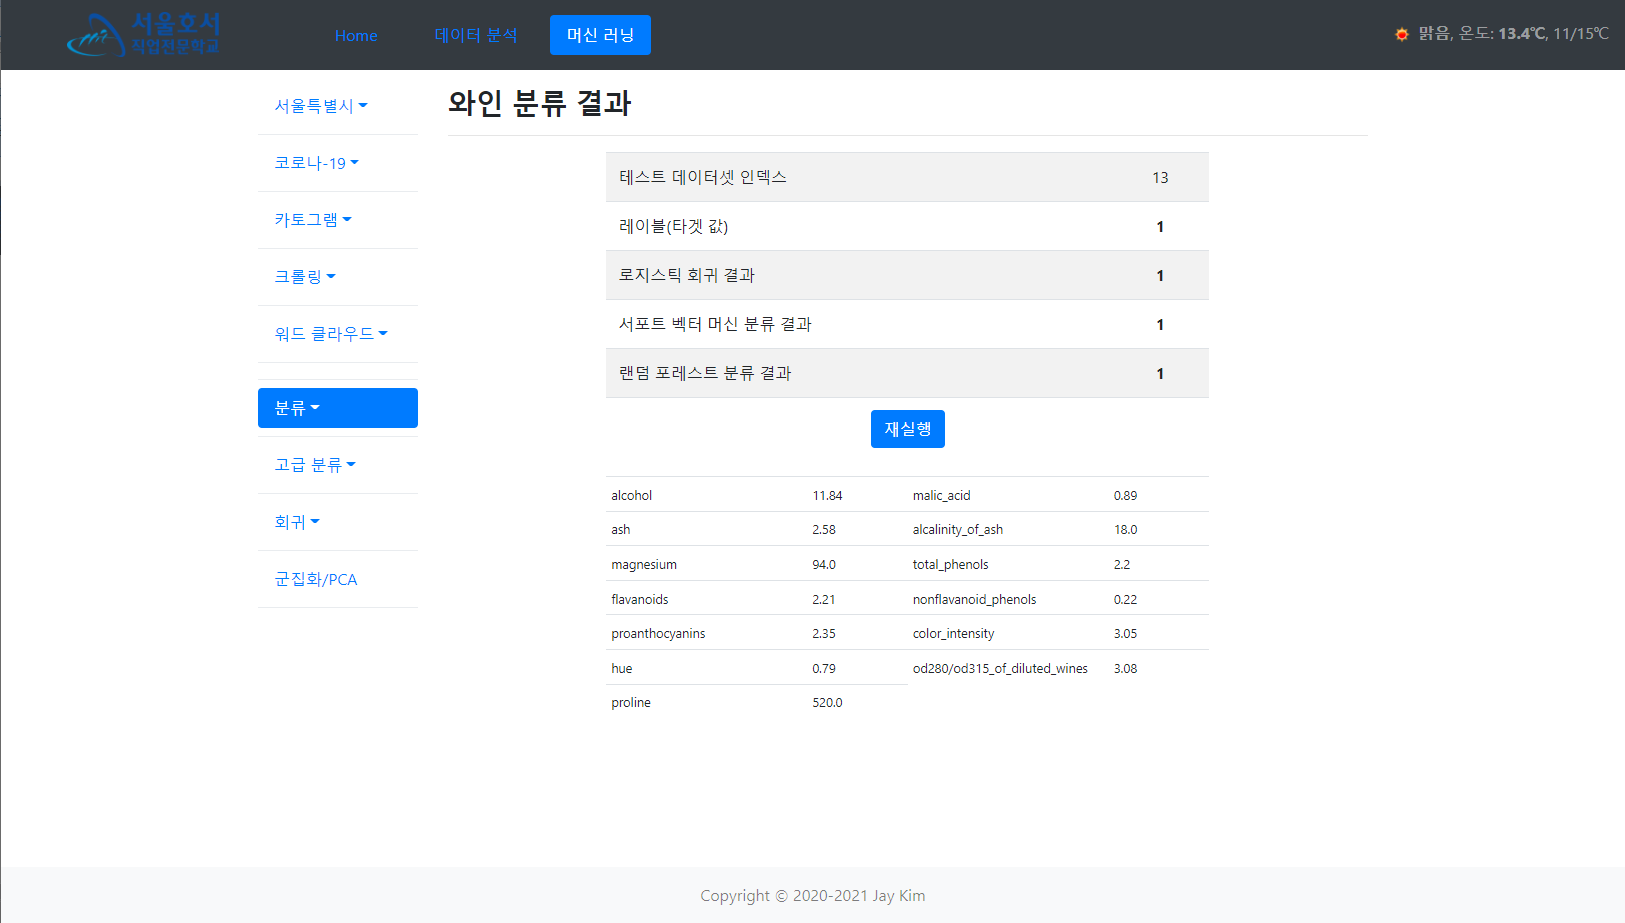 서울호서
직업전문학교
Home 데이터 분석 머신 러닝
맑음, 온도: 13.4℃, 11/15℃
서울특별시
코로나-19
카토그램
크롤링
워드 클라우드
분류
고급 분류
회귀
군집화/PCA
와인 분류 결과
테스트 데이터셋 인덱스 13
레이블(타겟 값) 1
로지스틱 회귀 결과 1
서포트 벡터 머신 분류 결과 1
랜덤 포레스트 분류 결과 1
재실행
alcohol 11.84 malic_acid 0.89
ash 2.58 alcalinity_of_ash 18.0
magnesium 94.0 total_phenols 2.2
flavanoids 2.21 nonflavanoid_phenols 0.22
proanthocyanins 2.35 color_intensity 3.05
hue 0.79 od280/od315_of_diluted_wines 3.08
proline 520.0
Copyright © 2020-2021 Jay Kim